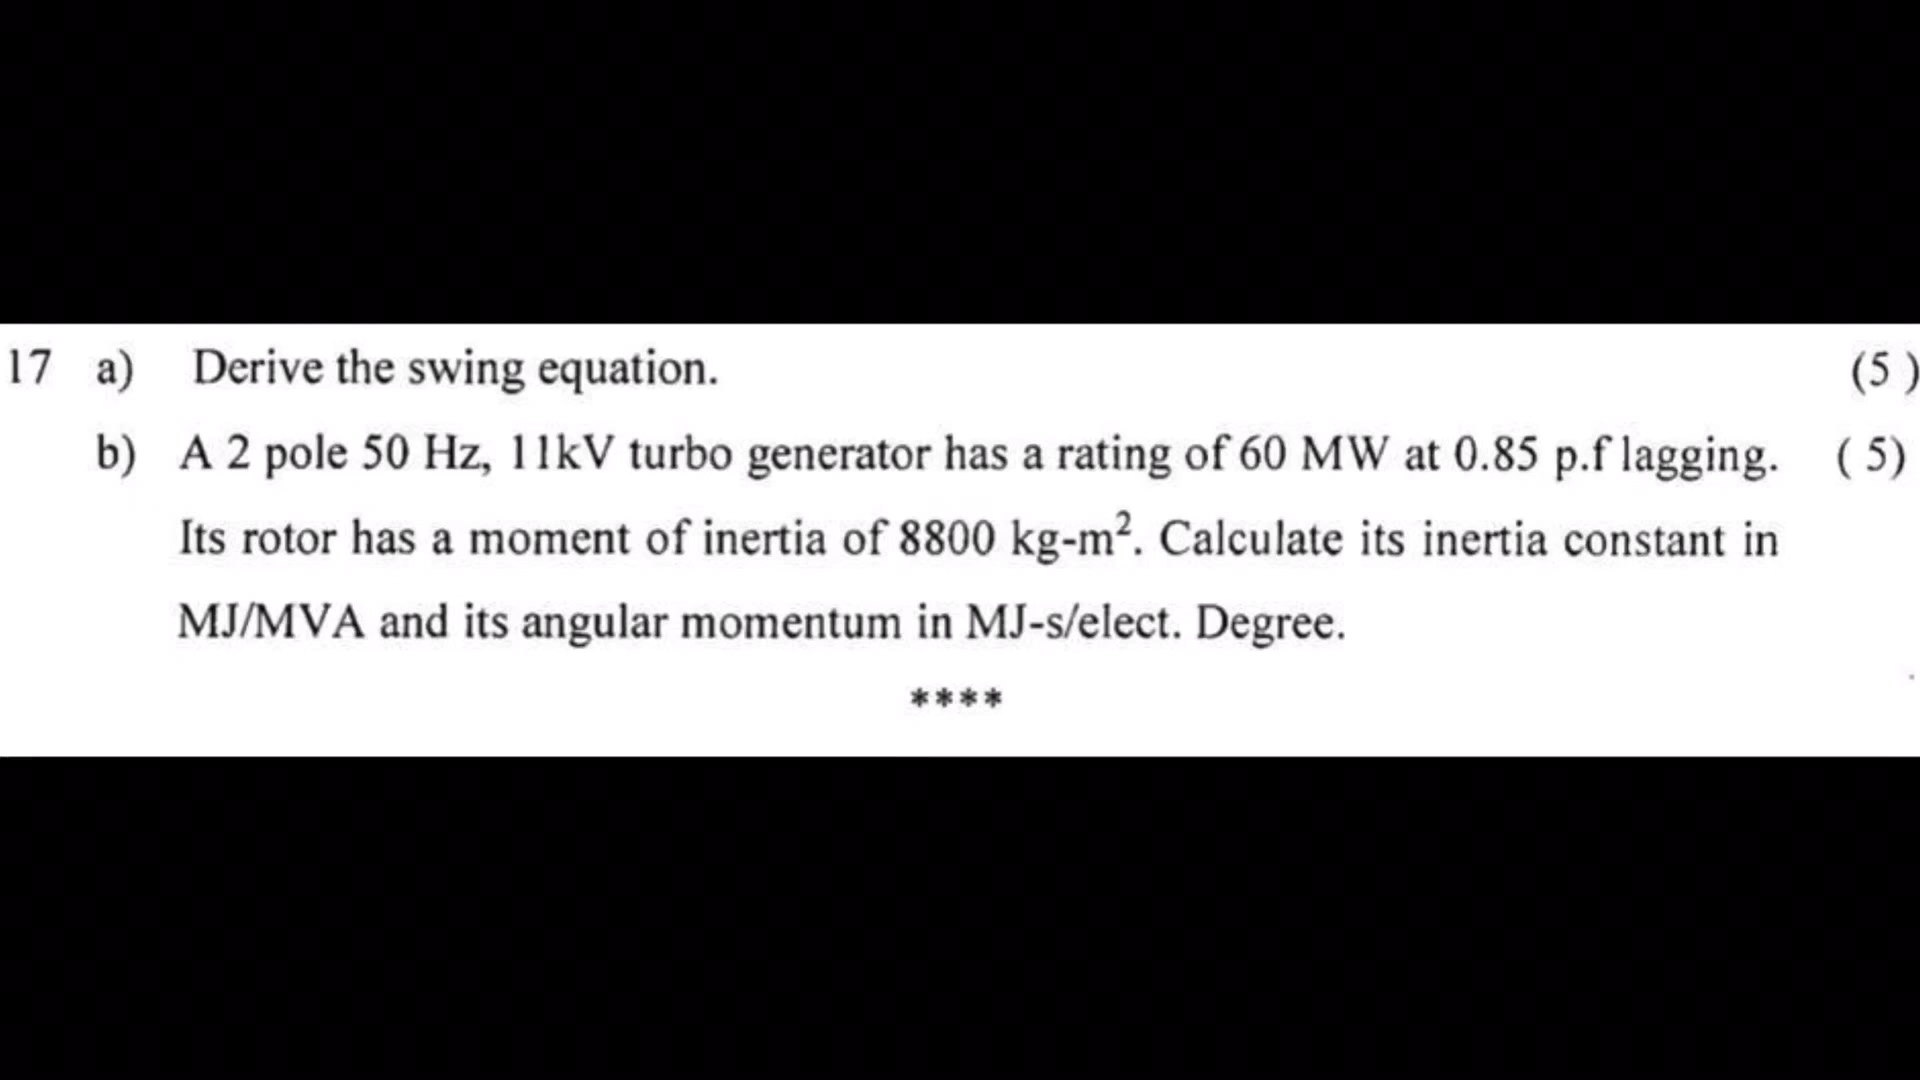 17 a) Derive the swing equation. (5 )
b) A 2 pole 50 Hz, 11kV turbo generator has a rating of 60 MW at 0.85 p.f lagging. ( 5)
Its rotor has a moment of inertia of 8800 kg-m². Calculate its inertia constant in
MJ/MVA and its angular momentum in MJ-s/elect. Degree.
****